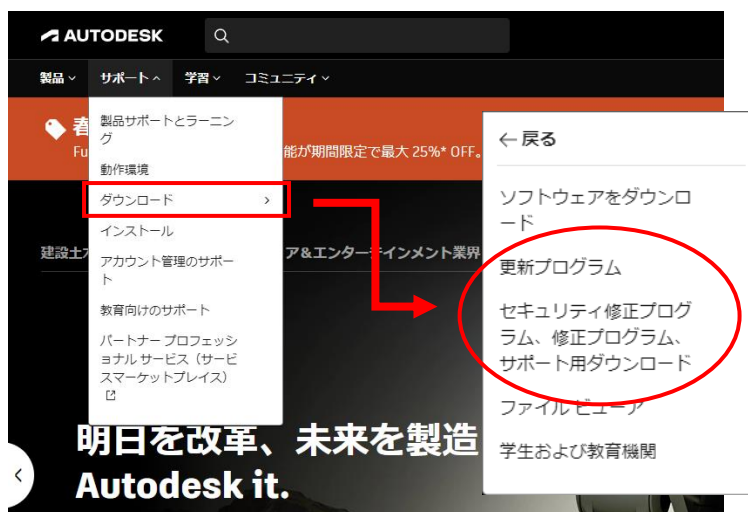 AUTODESK
製品 サポート 学習 コミュニティ
製品サポートとラーニン
グ
動作環境
ダウンロード
インストール
アカウント管理のサポー
ト
教育向けのサポート
パートナー プロフェッシ
ョナル サービス（サービ
スマーケットプレイス）
春
Fu
能が期間限定で最大 25%* OFF。
建設土
ア&エンターテインメント業界
明日を改革、未来を製造
Autodesk it.
戻る
ソフトウェアをダウンロ
ード
更新プログラム
セキュリティ修正プログ
ラム、修正プログラム、
サポート用ダウンロード
ファイル ビューア
学生および教育機関